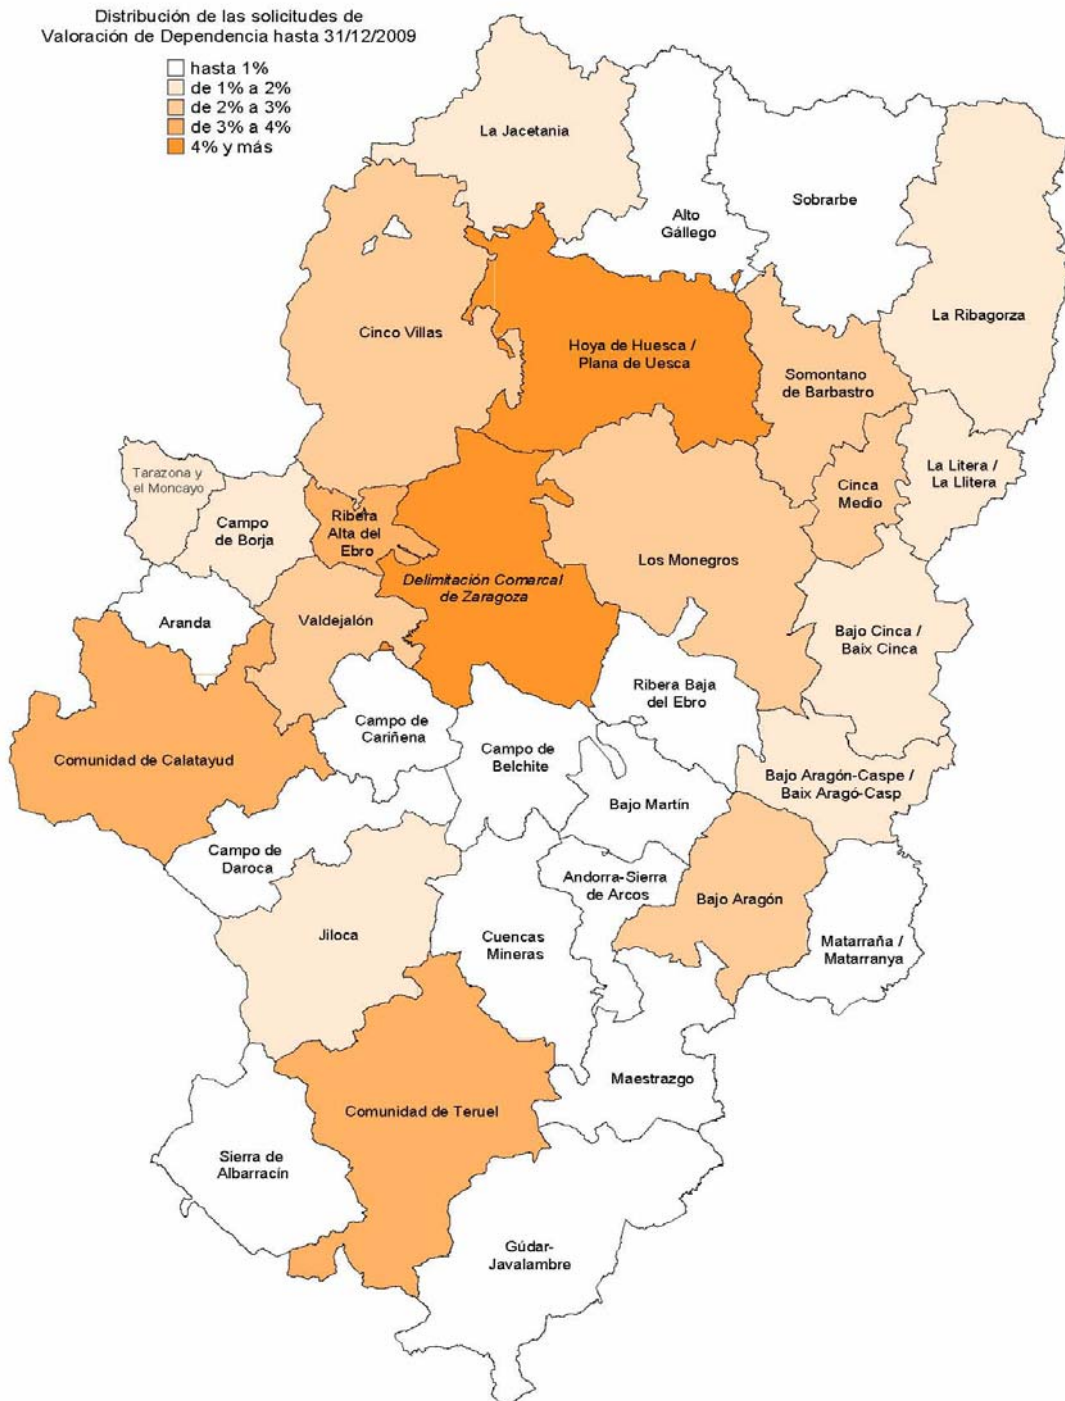 Distribución de las solicitudes de
Valoración de Dependencia hasta 31/12/2009
hasta 1%
de 1% a 2%
de 2% a 3%
de 3% a 4%
4% y más
La Jacetania
Alto
Gállego
Sobrarbe
La Ribagorza
Cinco Villas
Hoya de Huesca /
Plana de Uesca
Somontano
de Barbastro
Tarazona y
el Moncayo
Campo
de Borja
Ribera
Alta del
Ebro
Cinca
Medio
La Litera /
La Llitera
Los Monegros
Delimitación Comarcal
de Zaragoza
Aranda
Valdejalón
Bajo Cinca /
Baix Cinca
Ribera Baja
del Ebro
Campo de
Cariñena
Comunidad de Calatayud
Campo de
Belchite
Bajo Aragón-Caspe /
Baix Aragó-Casp
Bajo Martín
Campo de
Daroca
Andorra-Sierra
de Arcos
Bajo Aragón
Jiloca
Cuencas
Mineras
Matarraña /
Matarranya
Maestrazgo
Comunidad de Teruel
Sierra de
Albarracín
Gúdar-
Javalambre